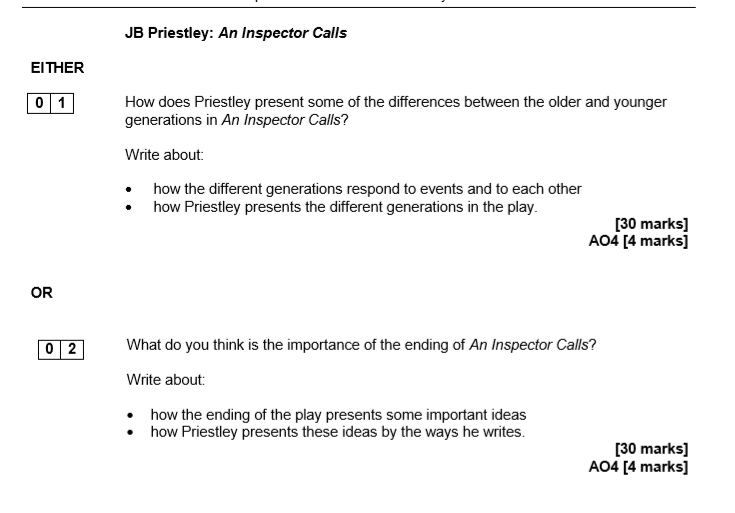 JB Priestley: An Inspector Calls
EITHER
0 1
How does Priestley present some of the differences between the older and younger
generations in An Inspector Calls?
Write about:
• how the different generations respond to events and to each other
• how Priestley presents the different generations in the play.
[30 marks]
AO4 [4 marks]
OR
0 2
What do you think is the importance of the ending of An Inspector Calls?
Write about:
• how the ending of the play presents some important ideas
• how Priestley presents these ideas by the ways he writes.
[30 marks]
AO4 [4 marks]